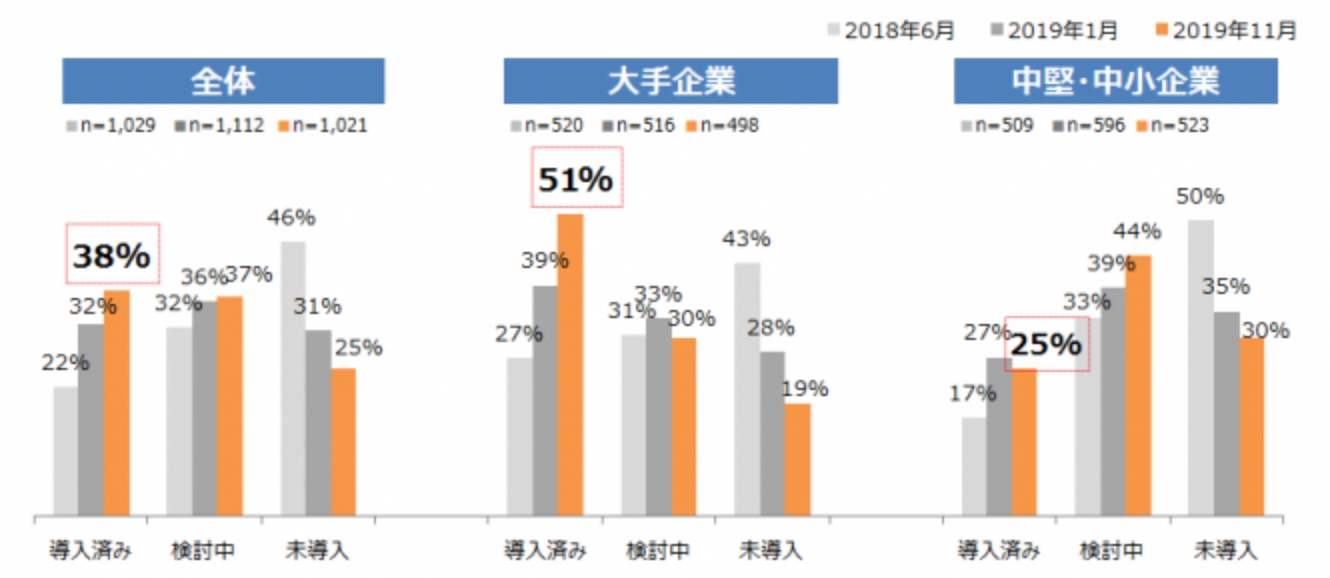 2018年6月 2019年1月 2019年11月
全体
n=1,029 n=1,112 n=1,021
22% 32% 38%
32% 36% 37%
46% 31% 25%
導入済み 検討中 未導入
大手企業
n=520 n=516 n=498
27% 39% 51%
31% 33% 30%
43% 28% 19%
導入済み 検討中 未導入
中堅・中小企業
n=509 n=596 n=523
17% 27% 25%
33% 39% 44%
50% 35% 30%
導入済み 検討中 未導入